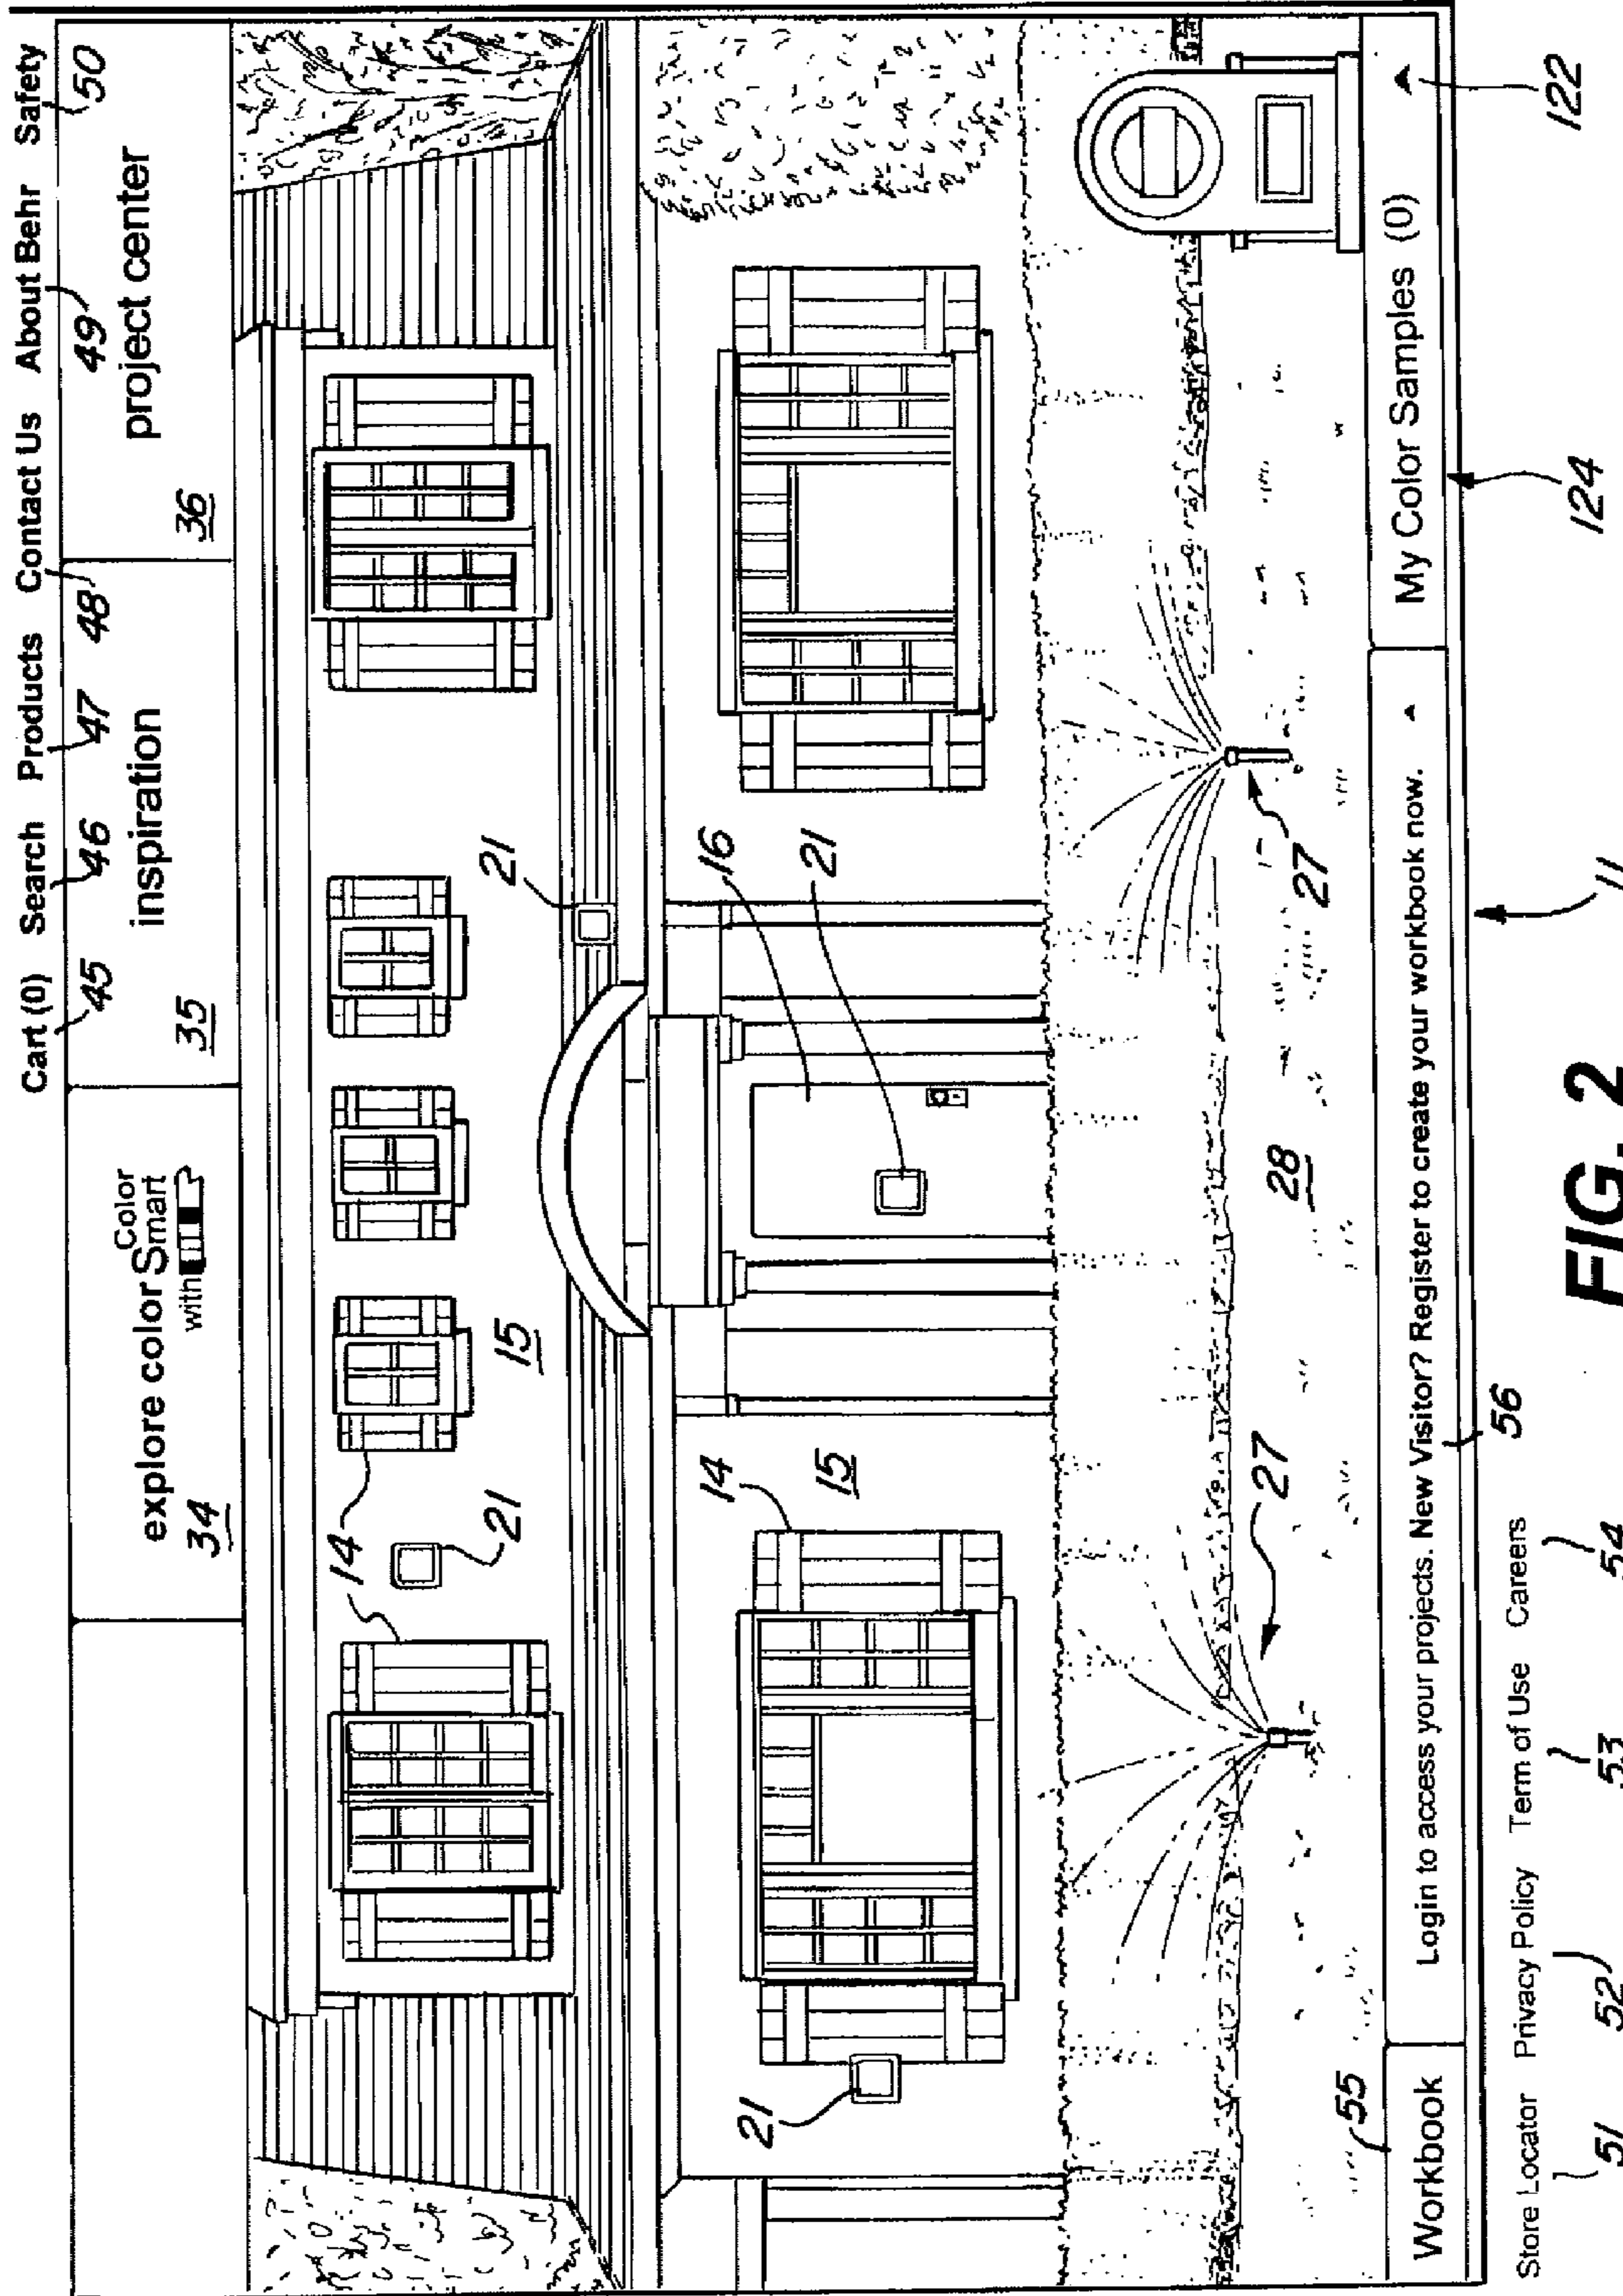 Cart (0) Search Products Contact Us About Behr Safety
45 46 47 48 49 50
explore color Color Smart
with
inspiration
project center
34 35 36
14 14
21
15
21
14
15
16
21
21
27
27
28
55
Workbook
Login to access your projects. New Visitor? Register to create your workbook now.
My Color Samples (0)
Store Locator Privacy Policy Term of Use Careers
51 52 53 54
56
11
124
122
FIG. 2